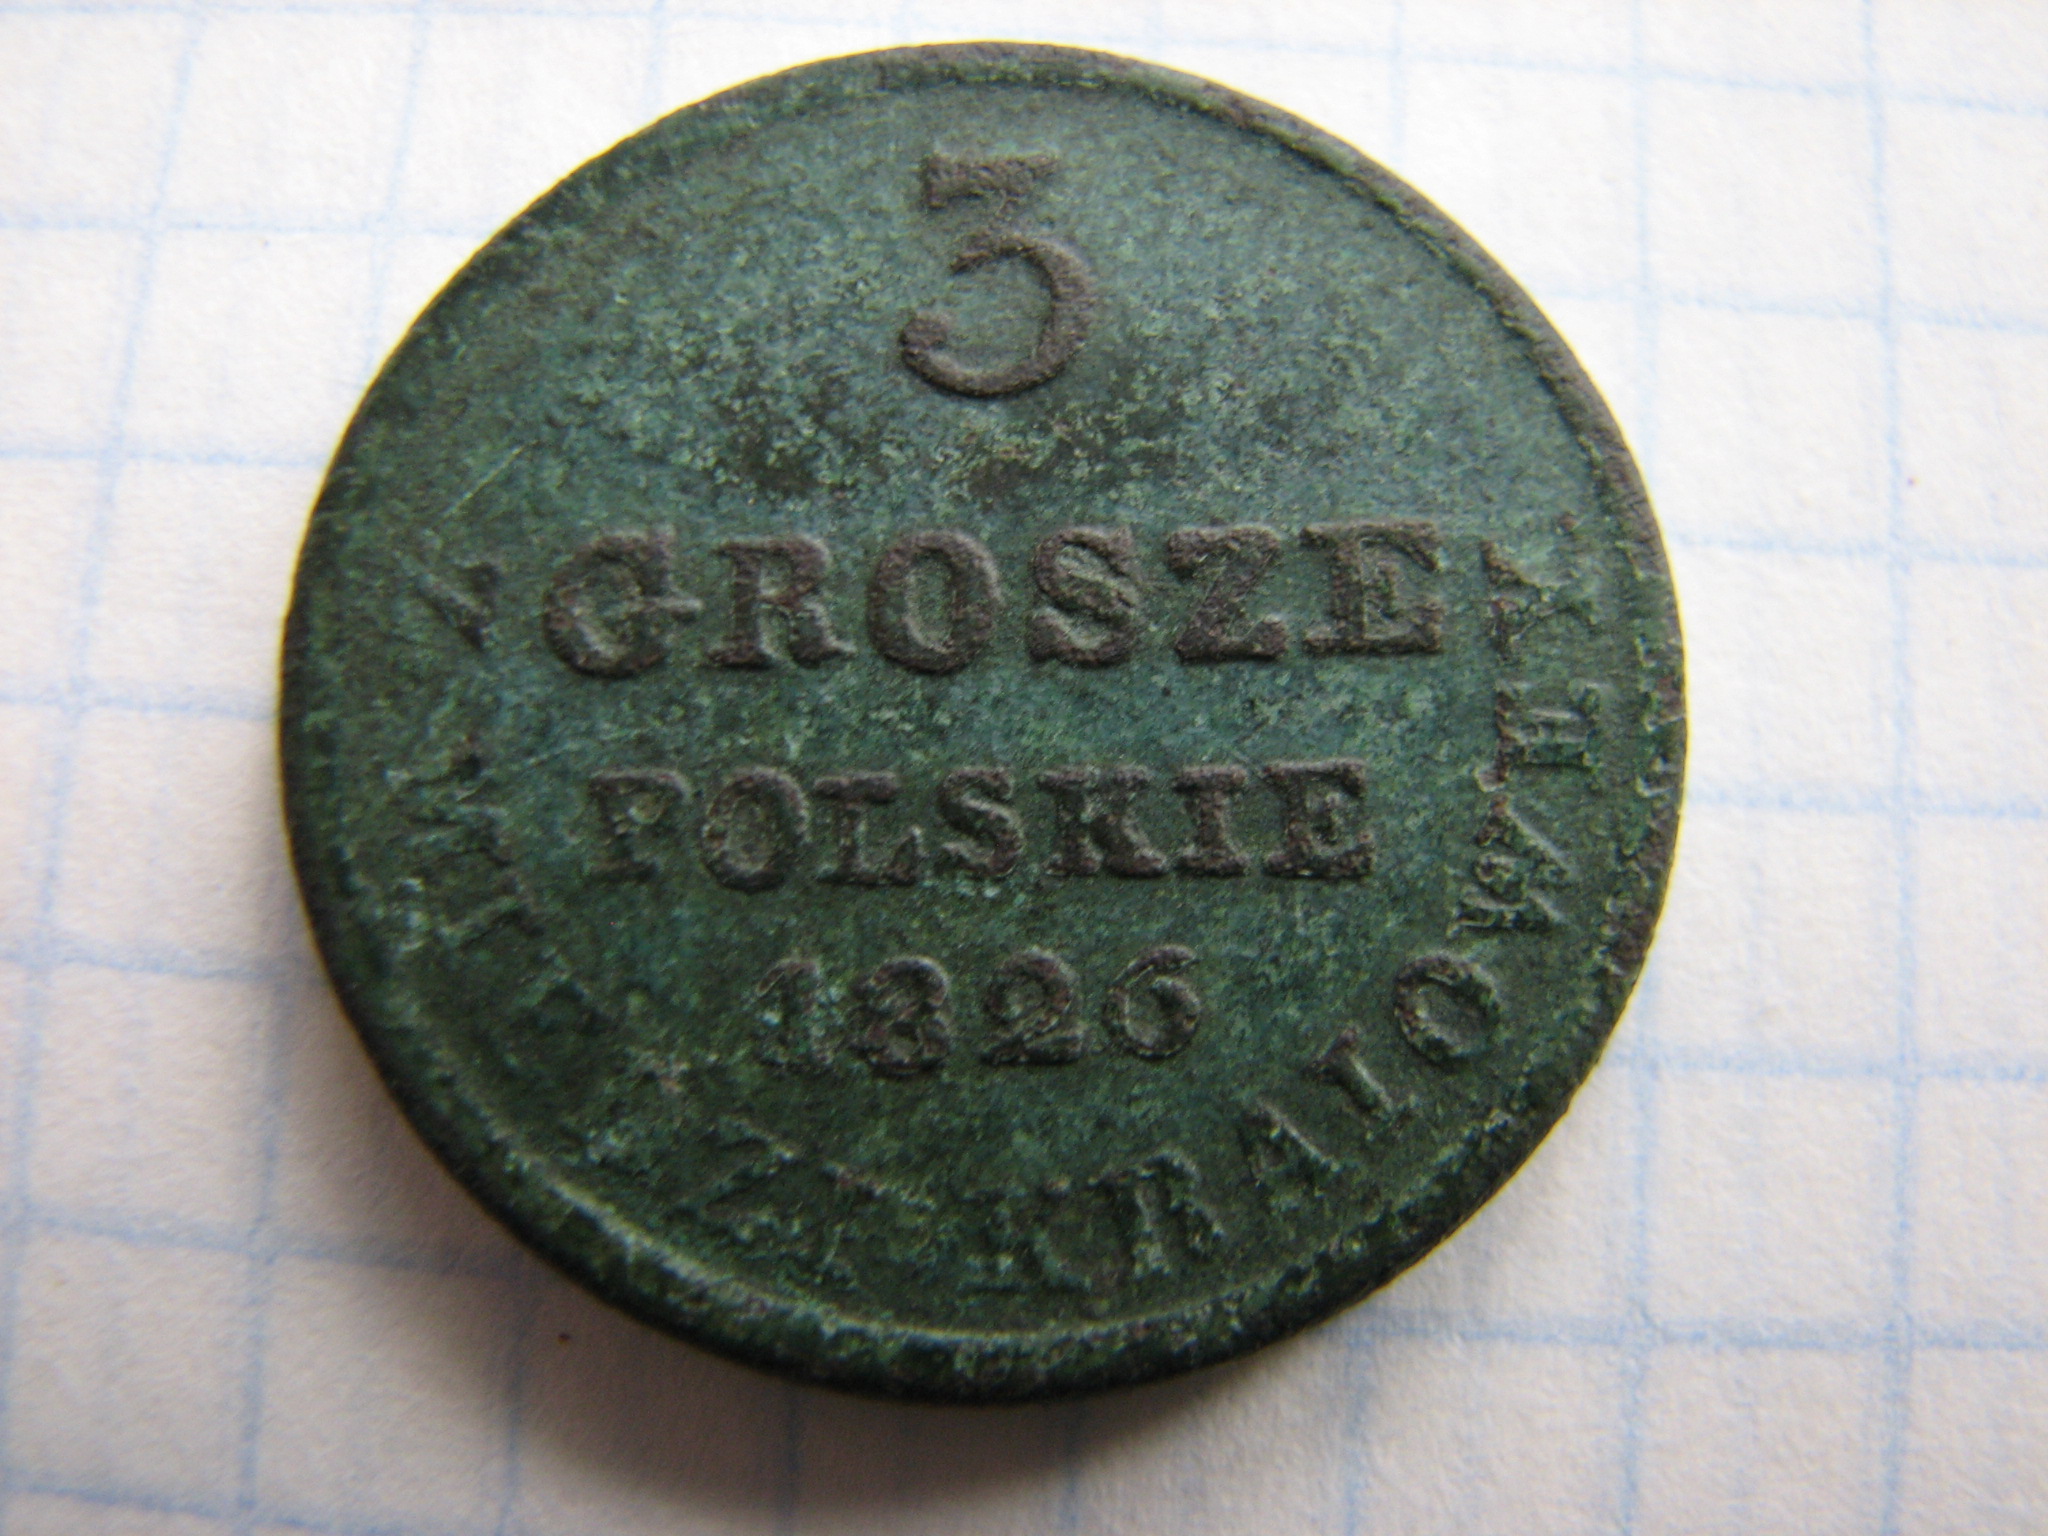 3
GROSZE
POLSKIE
1826
Z MIEDZI KRAIOWEY